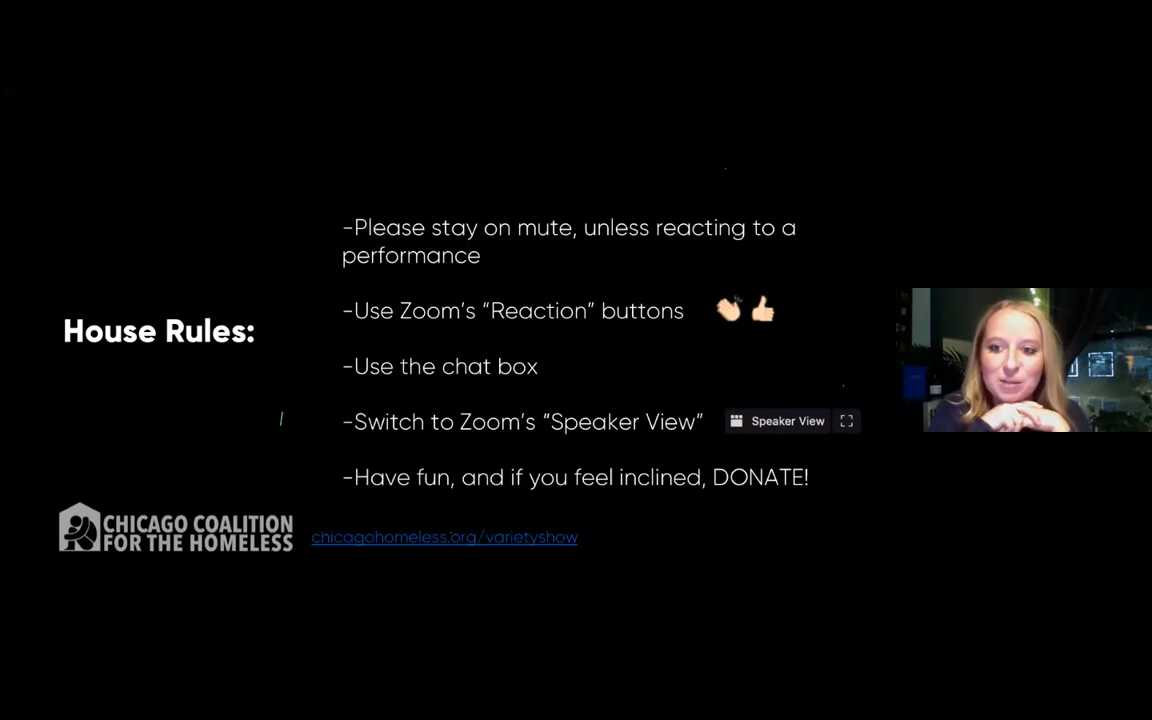 House Rules:
-Please stay on mute, unless reacting to a
performance
-Use Zoom's “Reaction” buttons
-Use the chat box
-Switch to Zoom's “Speaker View”
Speaker View
-Have fun, and if you feel inclined, DONATE!
CHICAGO COALITION
FOR THE HOMELESS
chicagohomeless.org/varietyshow